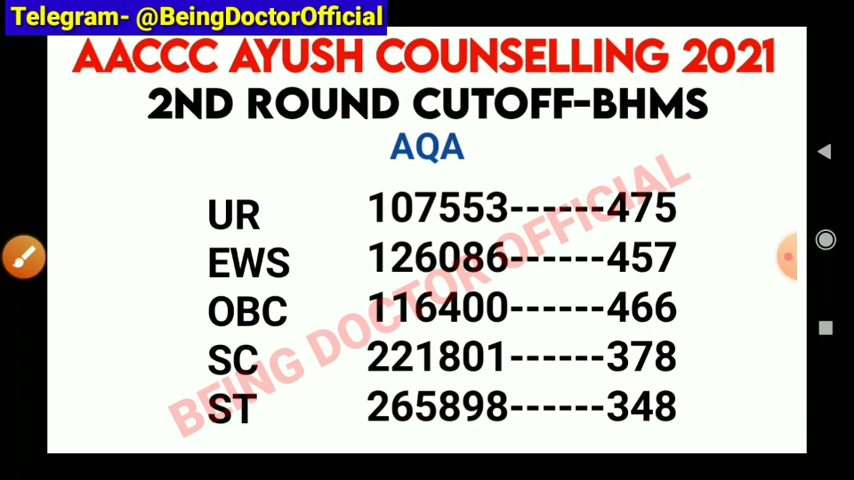 Telegram- @BeingDoctorOfficial
AACCC AYUSH COUNSELLING 2021
2ND ROUND CUTOFF-BHMS
AQA
UR 107553------475
EWS 126086------457
OBC 116400------466
SC 221801------378
ST 265898------348
BEING DOCTOR OFFICIAL